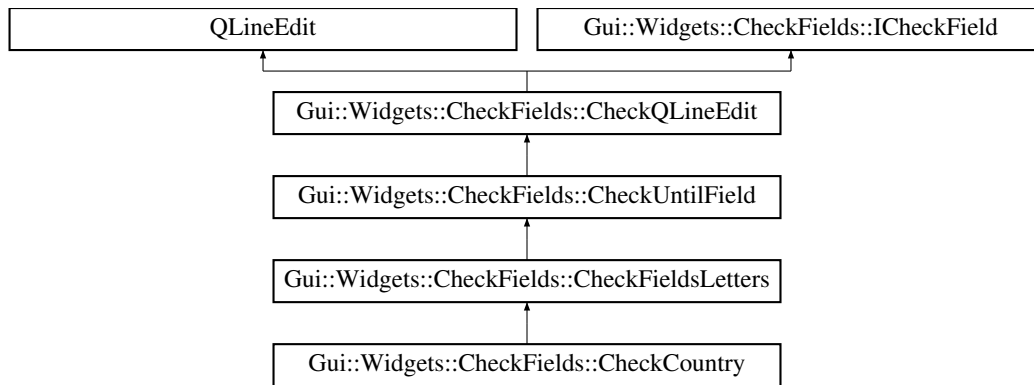 QLineEdit
Gui::Widgets::CheckFields::ICheckField
Gui::Widgets::CheckFields::CheckQLineEdit
Gui::Widgets::CheckFields::CheckUntilField
Gui::Widgets::CheckFields::CheckFieldsLetters
Gui::Widgets::CheckFields::CheckCountry